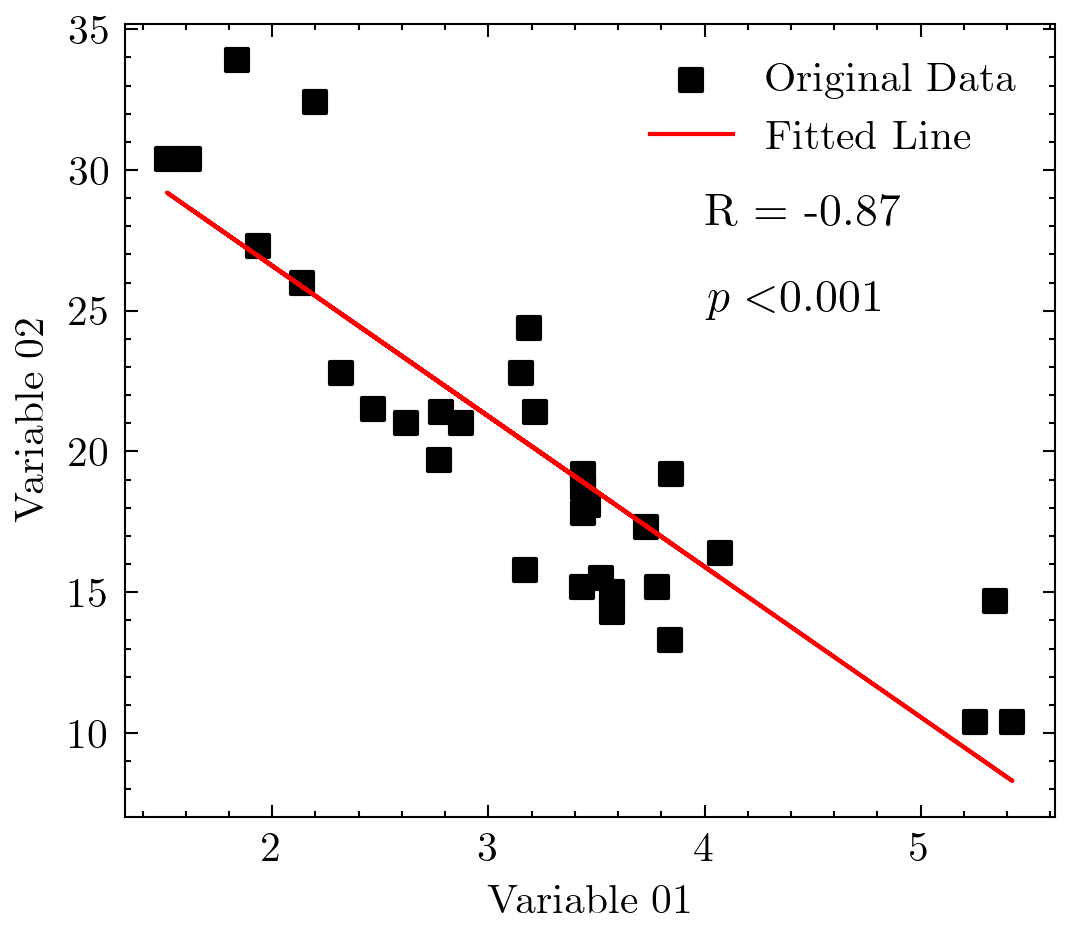 35
30
25
20
15
10
Variable 02
Original Data
Fitted Line
R = -0.87
p <0.001
2 3 4 5
Variable 01